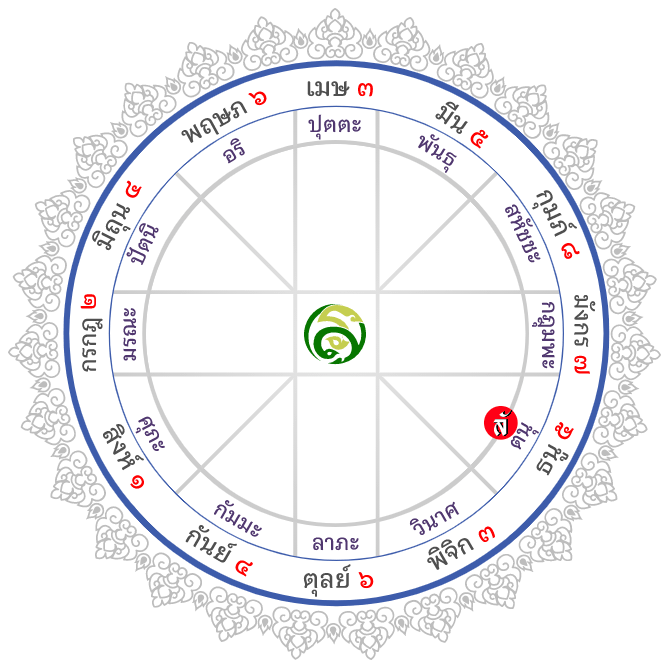 เมษ ๓
ปุตตะ
พฤษภ ๖
อริ
มิถุน ๔
ปัตนิ
กรกฎ ๒
มรณะ
สิงห์ ๑
ศุภะ
กันย์ ๔
กัมมะ
ตุลย์ ๖
ลาภะ
พิจิก ๓
วินาศ
ธนู ๕
ตนุ
ลั
มังกร ๗
กฎุมพะ
กุมภ์ ๘
สหัชชะ
มีน ๕
พันธุ